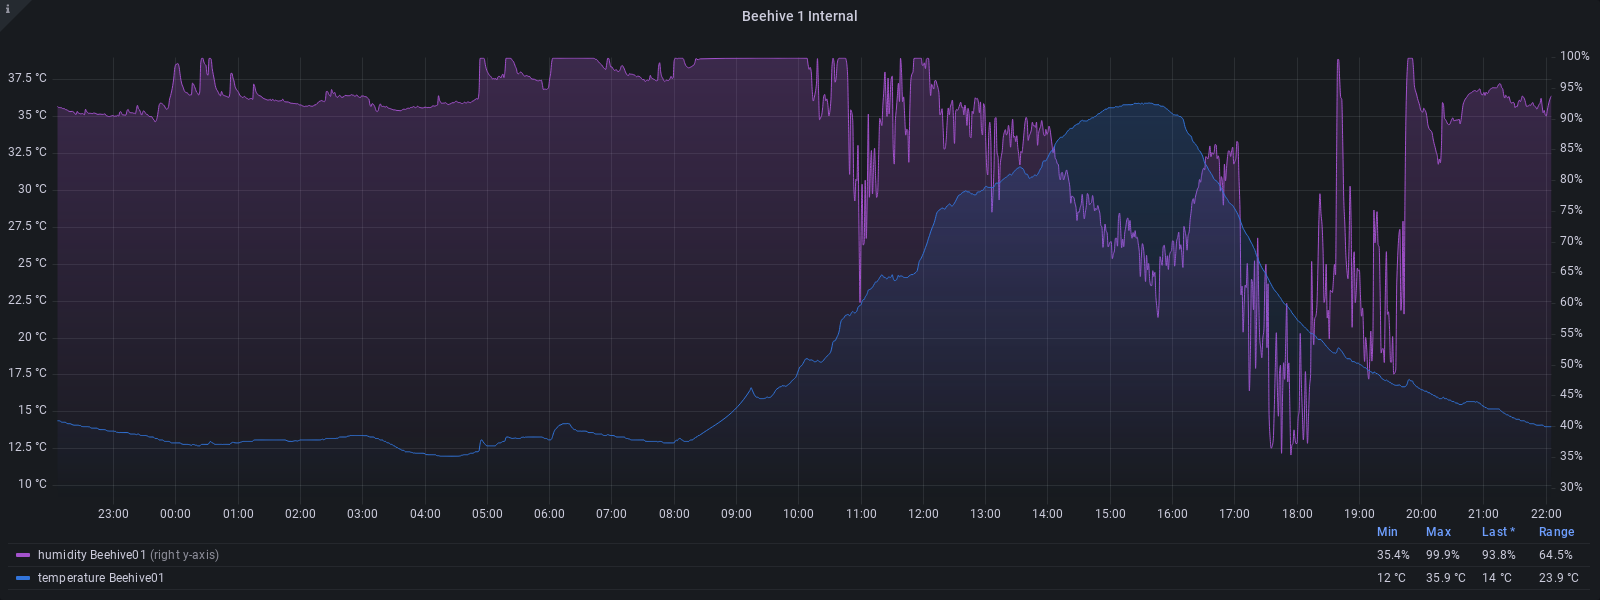 i
Beehive 1 Internal
37.5 °C
35 °C
32.5 °C
30 °C
27.5 °C
25 °C
22.5 °C
20 °C
17.5 °C
15 °C
12.5 °C
10 °C
100%
95%
90%
85%
80%
75%
70%
65%
60%
55%
50%
45%
40%
35%
30%
23:00 00:00 01:00 02:00 03:00 04:00 05:00 06:00 07:00 08:00 09:00 10:00 11:00 12:00 13:00 14:00 15:00 16:00 17:00 18:00 19:00 20:00 21:00 22:00
Min Max Last * Range
humidity Beehive01 (right y-axis) 35.4% 99.9% 93.8% 64.5%
temperature Beehive01 12 °C 35.9 °C 14 °C 23.9 °C